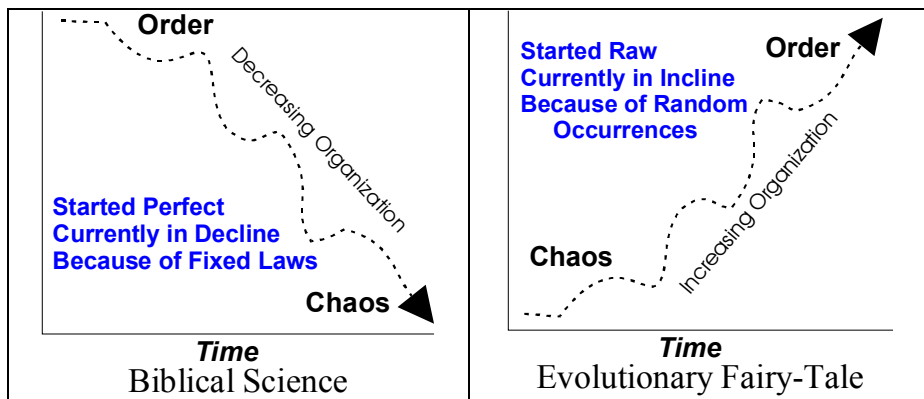 Order
Decreasing Organization
Started Perfect
Currently in Decline
Because of Fixed Laws
Chaos
Time
Biblical Science
Started Raw
Currently in Incline
Because of Random
Occurrences
Order
Increasing Organization
Chaos
Time
Evolutionary Fairy-Tale